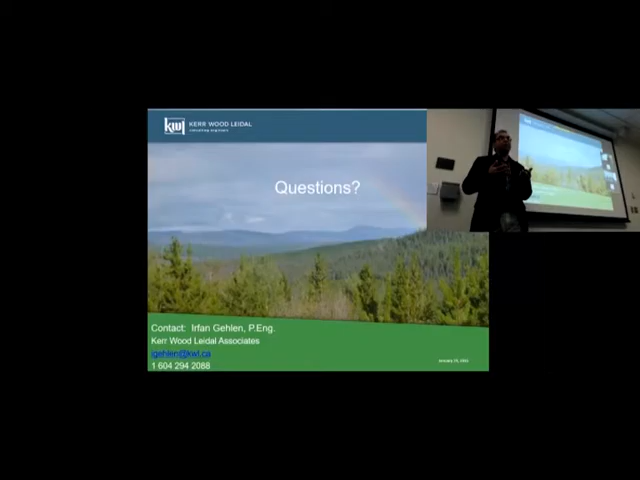 kwl KERR WOOD LEIDAL
consulting engineers
Questions?
Contact: Irfan Gehlen, P.Eng.
Kerr Wood Leidal Associates
igehlen@kwl.ca
1 604 294 2088